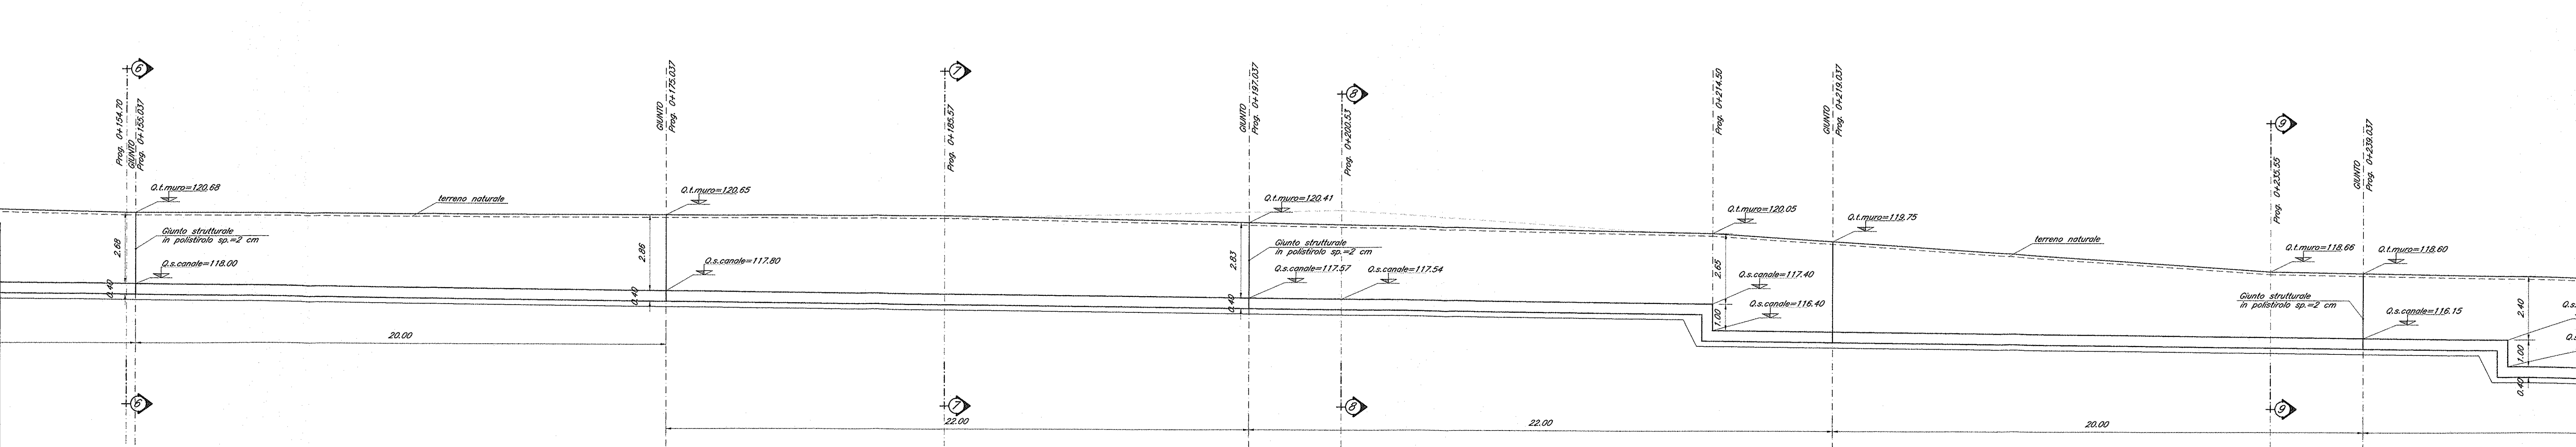 6
7
8
9
Prog. 0+154.70
GIUNTO
Prog. 0+155.037
GIUNTO
Prog. 0+175.037
Prog. 0+185.57
GIUNTO
Prog. 0+197.037
Prog. 0+200.53
Prog. 0+214.50
GIUNTO
Prog. 0+219.037
Prog. 0+235.55
GIUNTO
Prog. 0+239.037
Q.t.muro=120.68
terreno naturale
Q.t.muro=120.65
Q.t.muro=120.41
Q.t.muro=120.05
Q.t.muro=119.75
terreno naturale
Q.t.muro=118.66
Q.t.muro=118.60
2.68
Giunto strutturale
in polistirolo sp.=2 cm
Q.s.canale=118.00
0.40
2.86
Q.s.canale=117.80
0.40
2.83
Giunto strutturale
in polistirolo sp.=2 cm
Q.s.canale=117.57
Q.s.canale=117.54
0.40
2.65
Q.s.canale=117.40
1.00
Q.s.canale=116.40
Giunto strutturale
in polistirolo sp.=2 cm
Q.s.canale=116.15
2.40
1.00
0.40
20.00
6
7
8
9
22.00
22.00
20.00